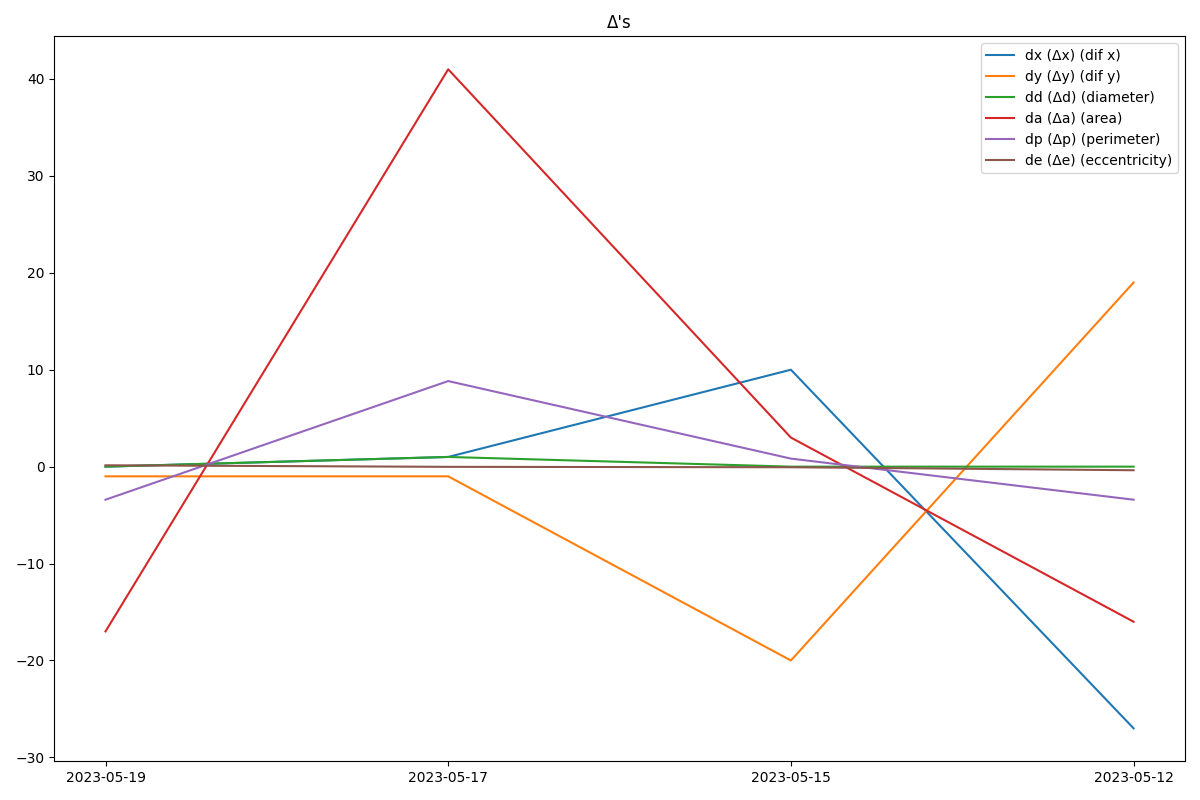 Δ's
dx (Δx) (dif x)
dy (Δy) (dif y)
dd (Δd) (diameter)
da (Δa) (area)
dp (Δp) (perimeter)
de (Δe) (eccentricity)
40
30
20
10
0
−10
−20
−30
2023-05-19 2023-05-17 2023-05-15 2023-05-12